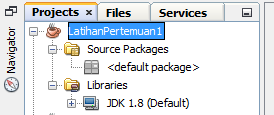 Projects Files Services
Navigator
LatihanPertemuan1
Source Packages
<default package>
Libraries
JDK 1.8 (Default)